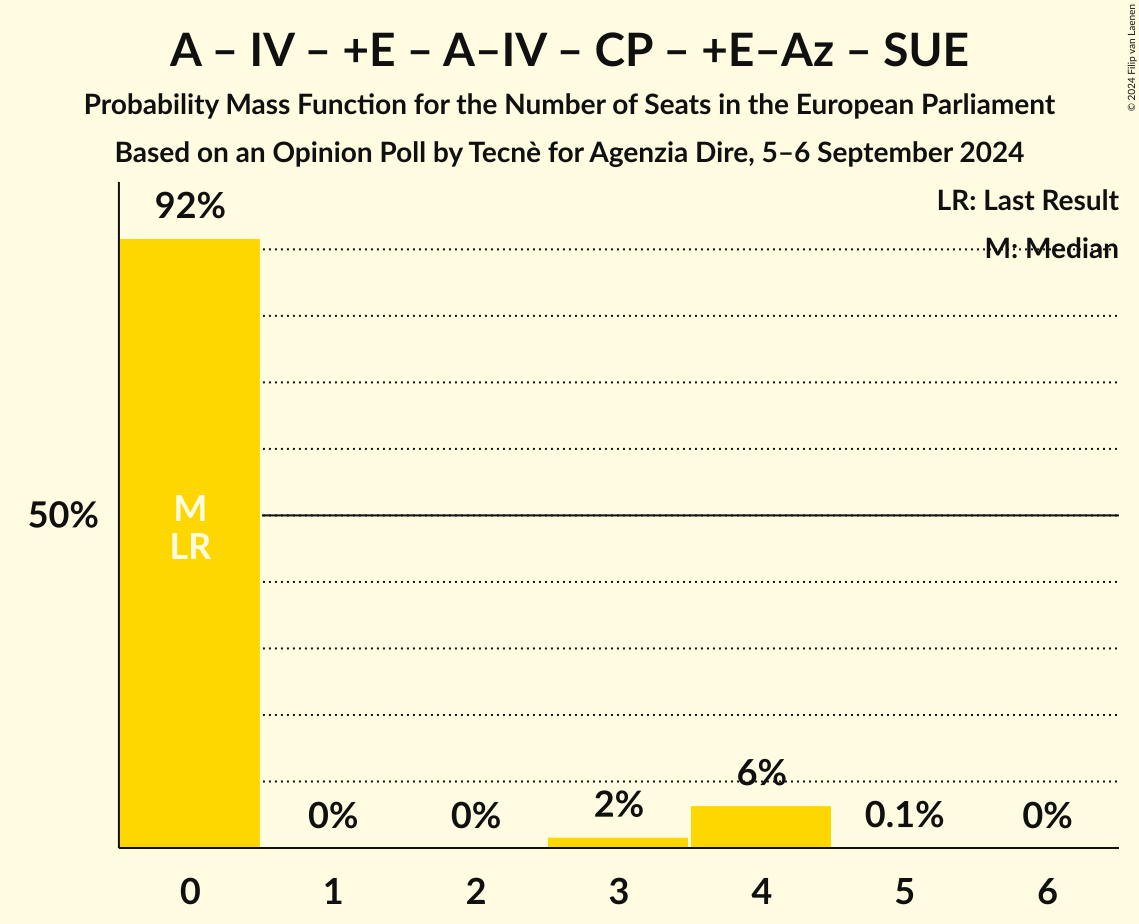 A – IV – +E – A–IV – CP – +E–Az – SUE
Probability Mass Function for the Number of Seats in the European Parliament
Based on an Opinion Poll by Tecnè for Agenzia Dire, 5–6 September 2024
© 2024 Filip van Laenen
LR: Last Result
M: Median
92%
50%
M
LR
0%
0%
2%
6%
0.1%
0%
0
1
2
3
4
5
6